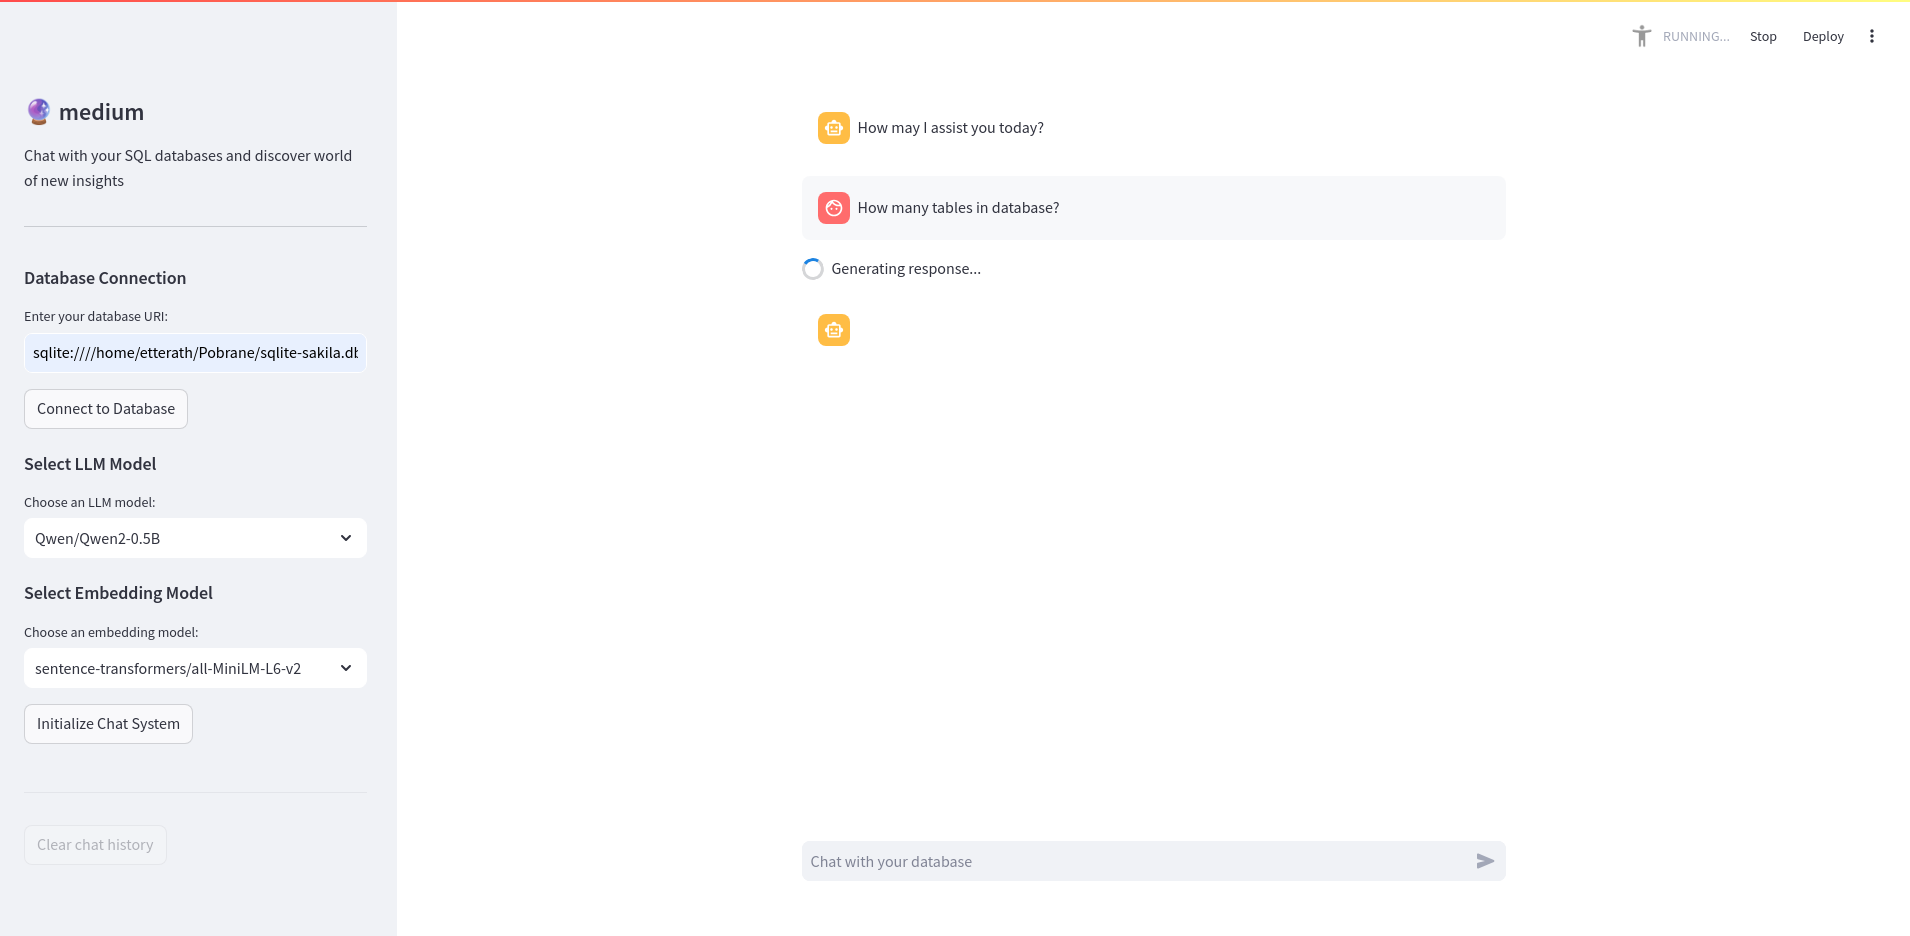 RUNNING...
Stop
Deploy
medium
Chat with your SQL databases and discover world
of new insights
Database Connection
Enter your database URI:
sqlite:////home/etterath/Pobrane/sqlite-sakila.db
Connect to Database
Select LLM Model
Choose an LLM model:
Qwen/Qwen2-0.5B
Select Embedding Model
Choose an embedding model:
sentence-transformers/all-MiniLM-L6-v2
Initialize Chat System
Clear chat history
How may I assist you today?
How many tables in database?
Generating response...
Chat with your database